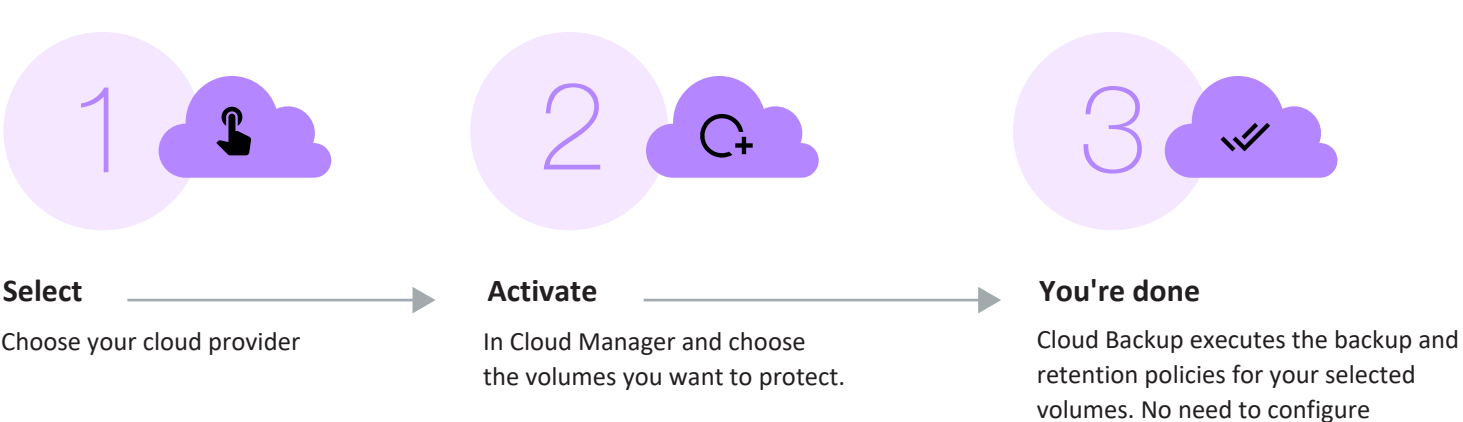 1
Select
Choose your cloud provider
2
Activate
In Cloud Manager and choose
the volumes you want to protect.
3
You're done
Cloud Backup executes the backup and
retention policies for your selected
volumes. No need to configure